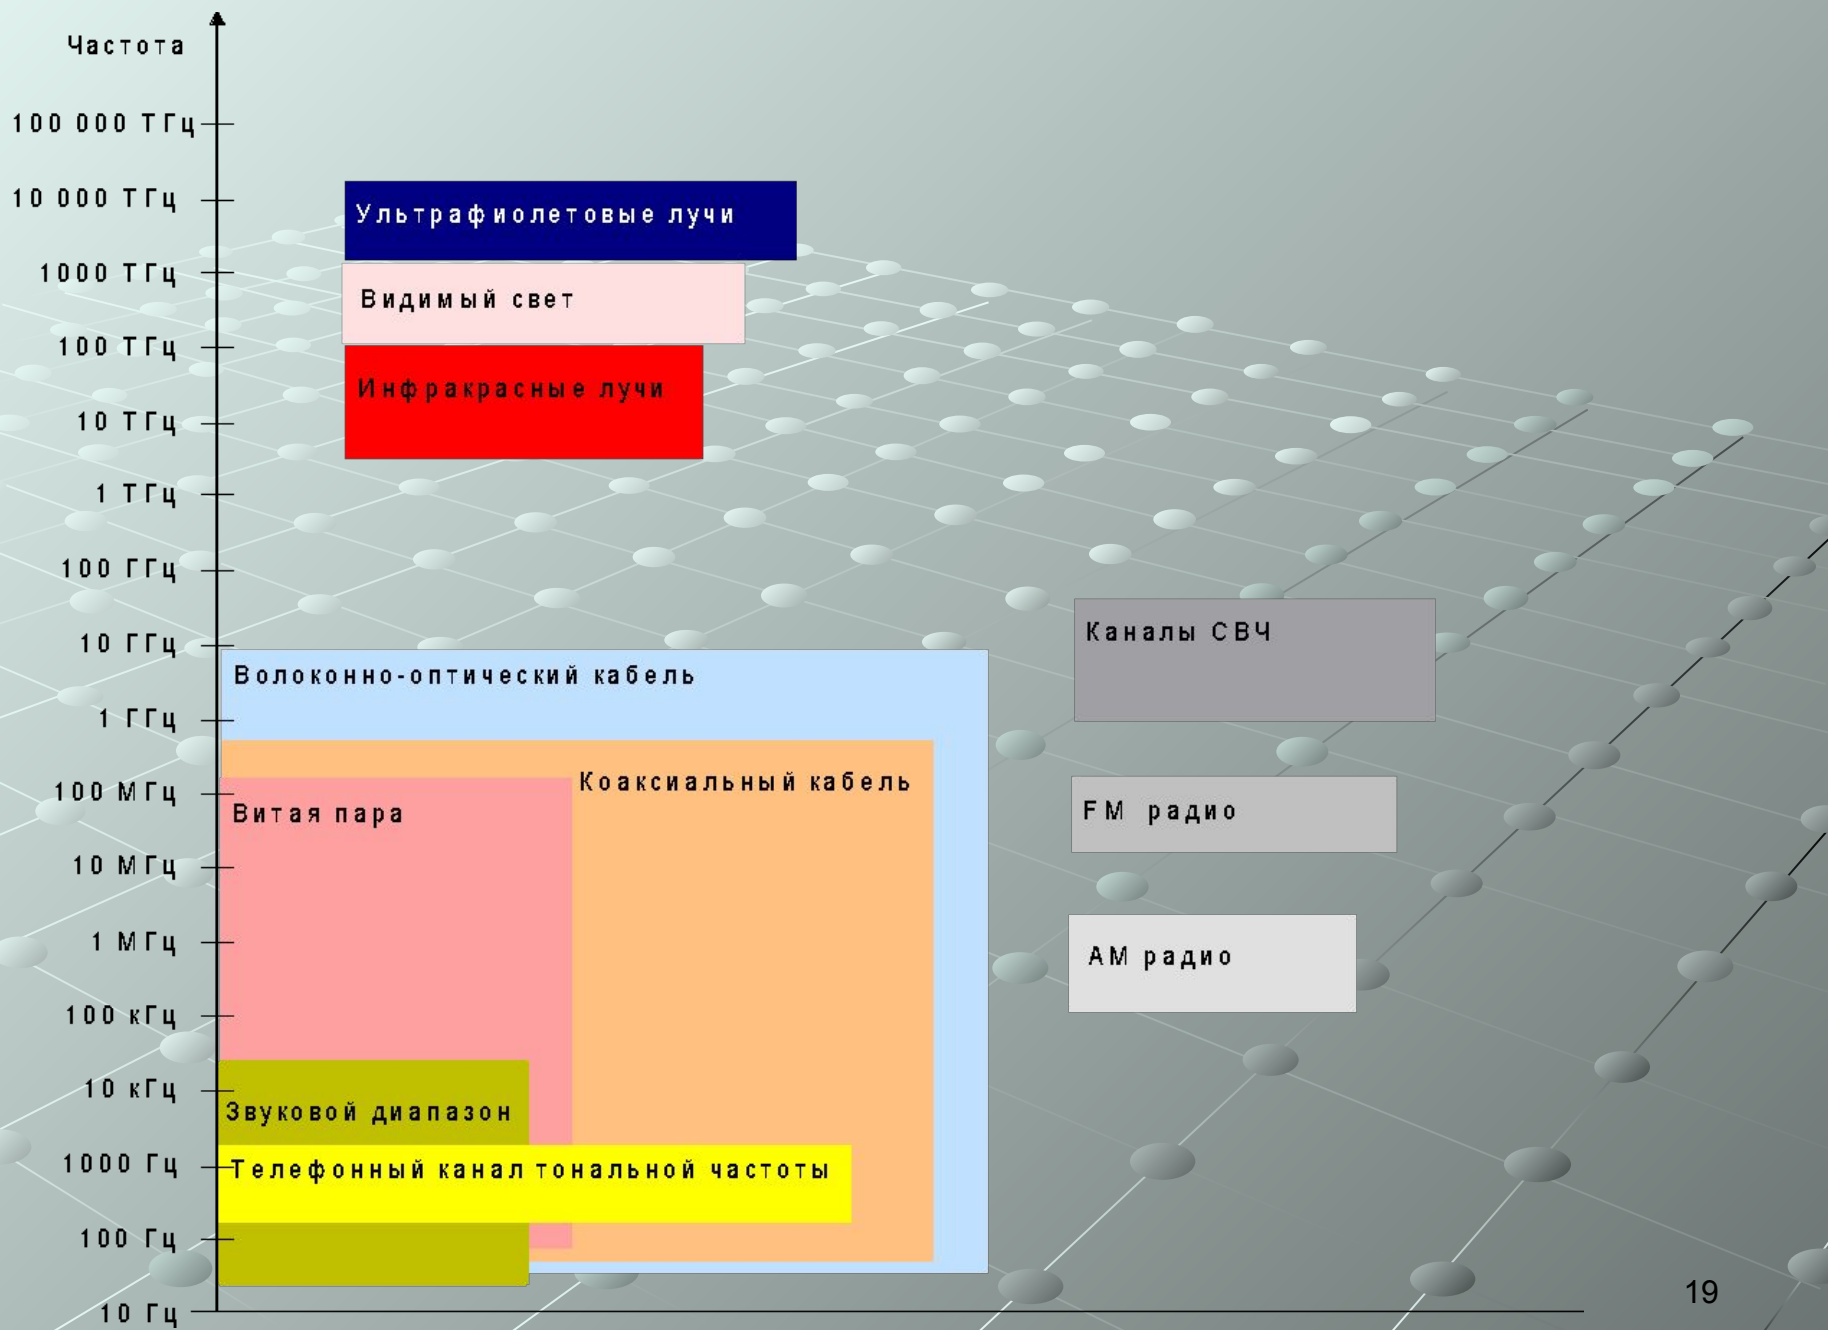 Частота
100 000 ТГц
10 000 ТГц
Ультрафиолетовые лучи
1000 ТГц
Видимый свет
100 ТГц
Инфракрасные лучи
10 ТГц
1 ТГц
100 ГГц
10 ГГц
Каналы СВЧ
Волоконно-оптический кабель
1 ГГц
Коаксиальный кабель
100 МГц
Витая пара
FM радио
10 МГц
1 МГц
АМ радио
100 кГц
10 кГц
Звуковой диапазон
1000 Гц
Телефонный канал тональной частоты
100 Гц
10 Гц
19